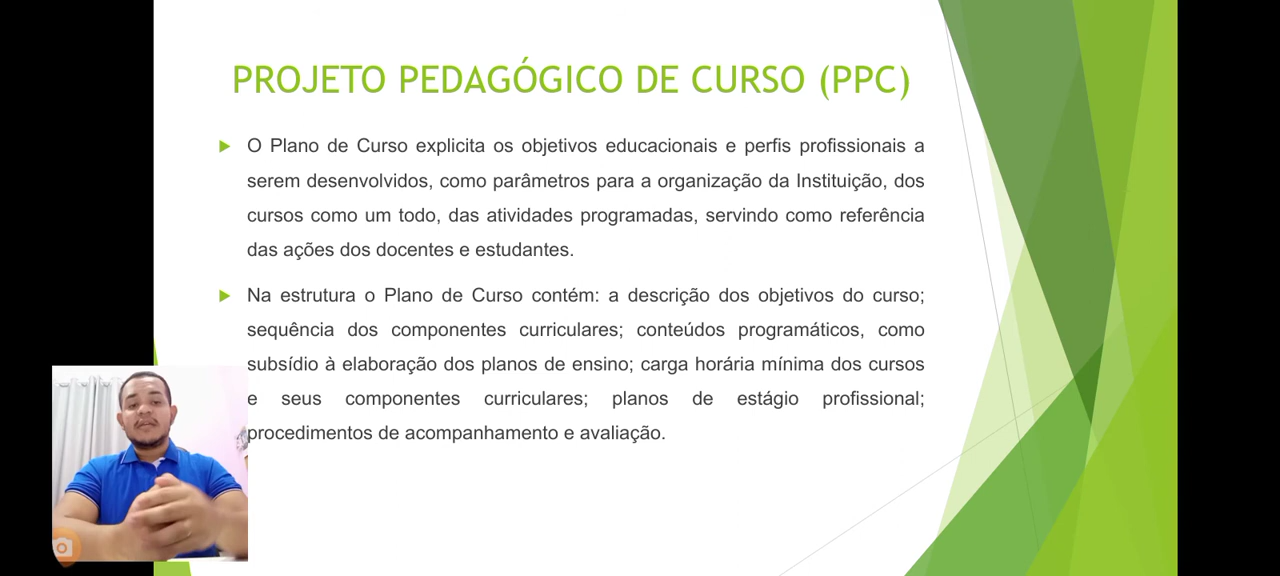 PROJETO PEDAGÓGICO DE CURSO (PPC)
O Plano de Curso explicita os objetivos educacionais e perfis profissionais a
serem desenvolvidos, como parâmetros para a organização da Instituição, dos
cursos como um todo, das atividades programadas, servindo como referência
das ações dos docentes e estudantes.
Na estrutura o Plano de Curso contém: a descrição dos objetivos do curso;
sequência dos componentes curriculares; conteúdos programáticos, como
subsídio à elaboração dos planos de ensino; carga horária mínima dos cursos
e seus componentes curriculares; planos de estágio profissional;
procedimentos de acompanhamento e avaliação.